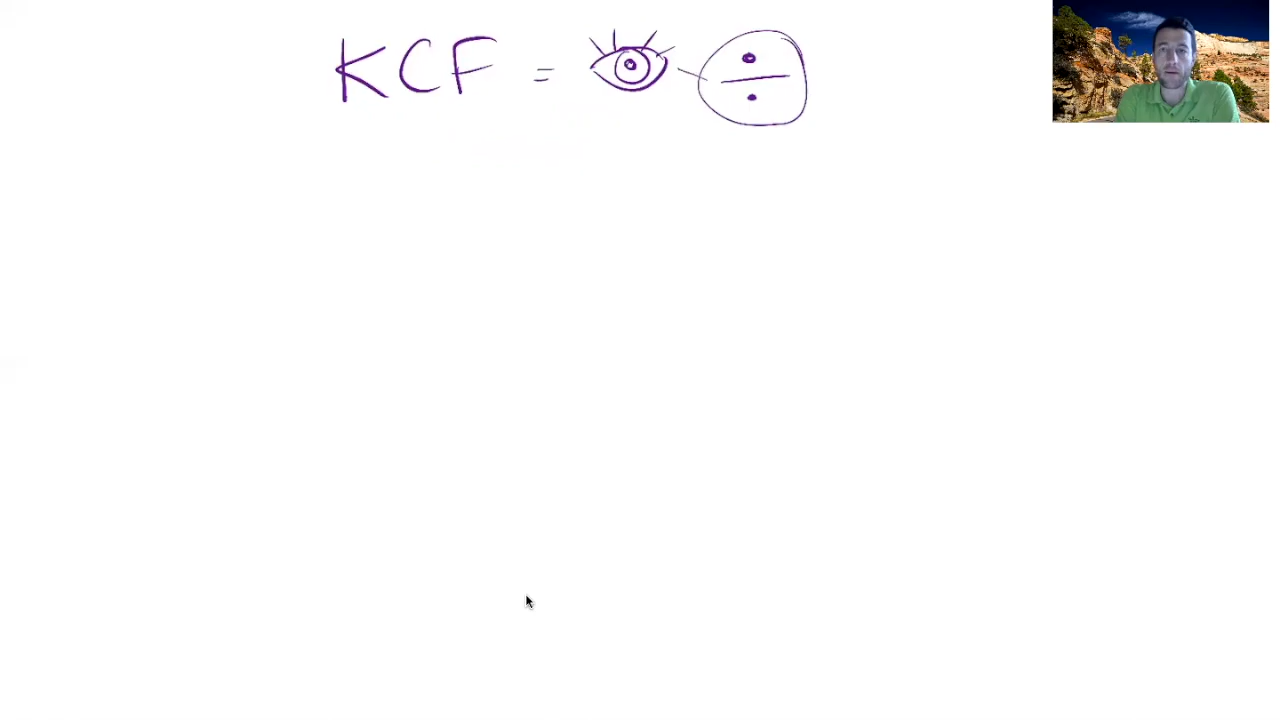 KCF = ÷